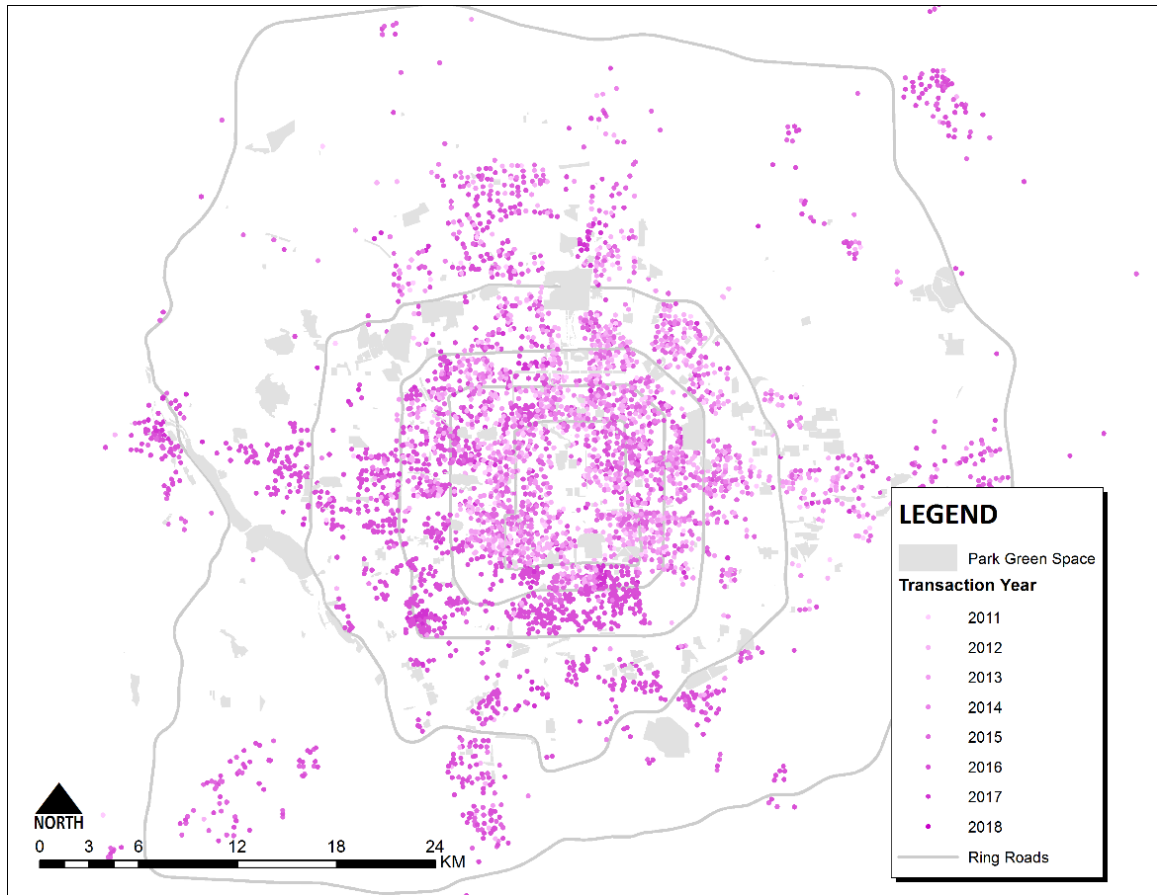 LEGEND
Park Green Space
Transaction Year
2011
2012
2013
2014
2015
2016
2017
2018
Ring Roads
NORTH
0 3 6 12 18 24
KM